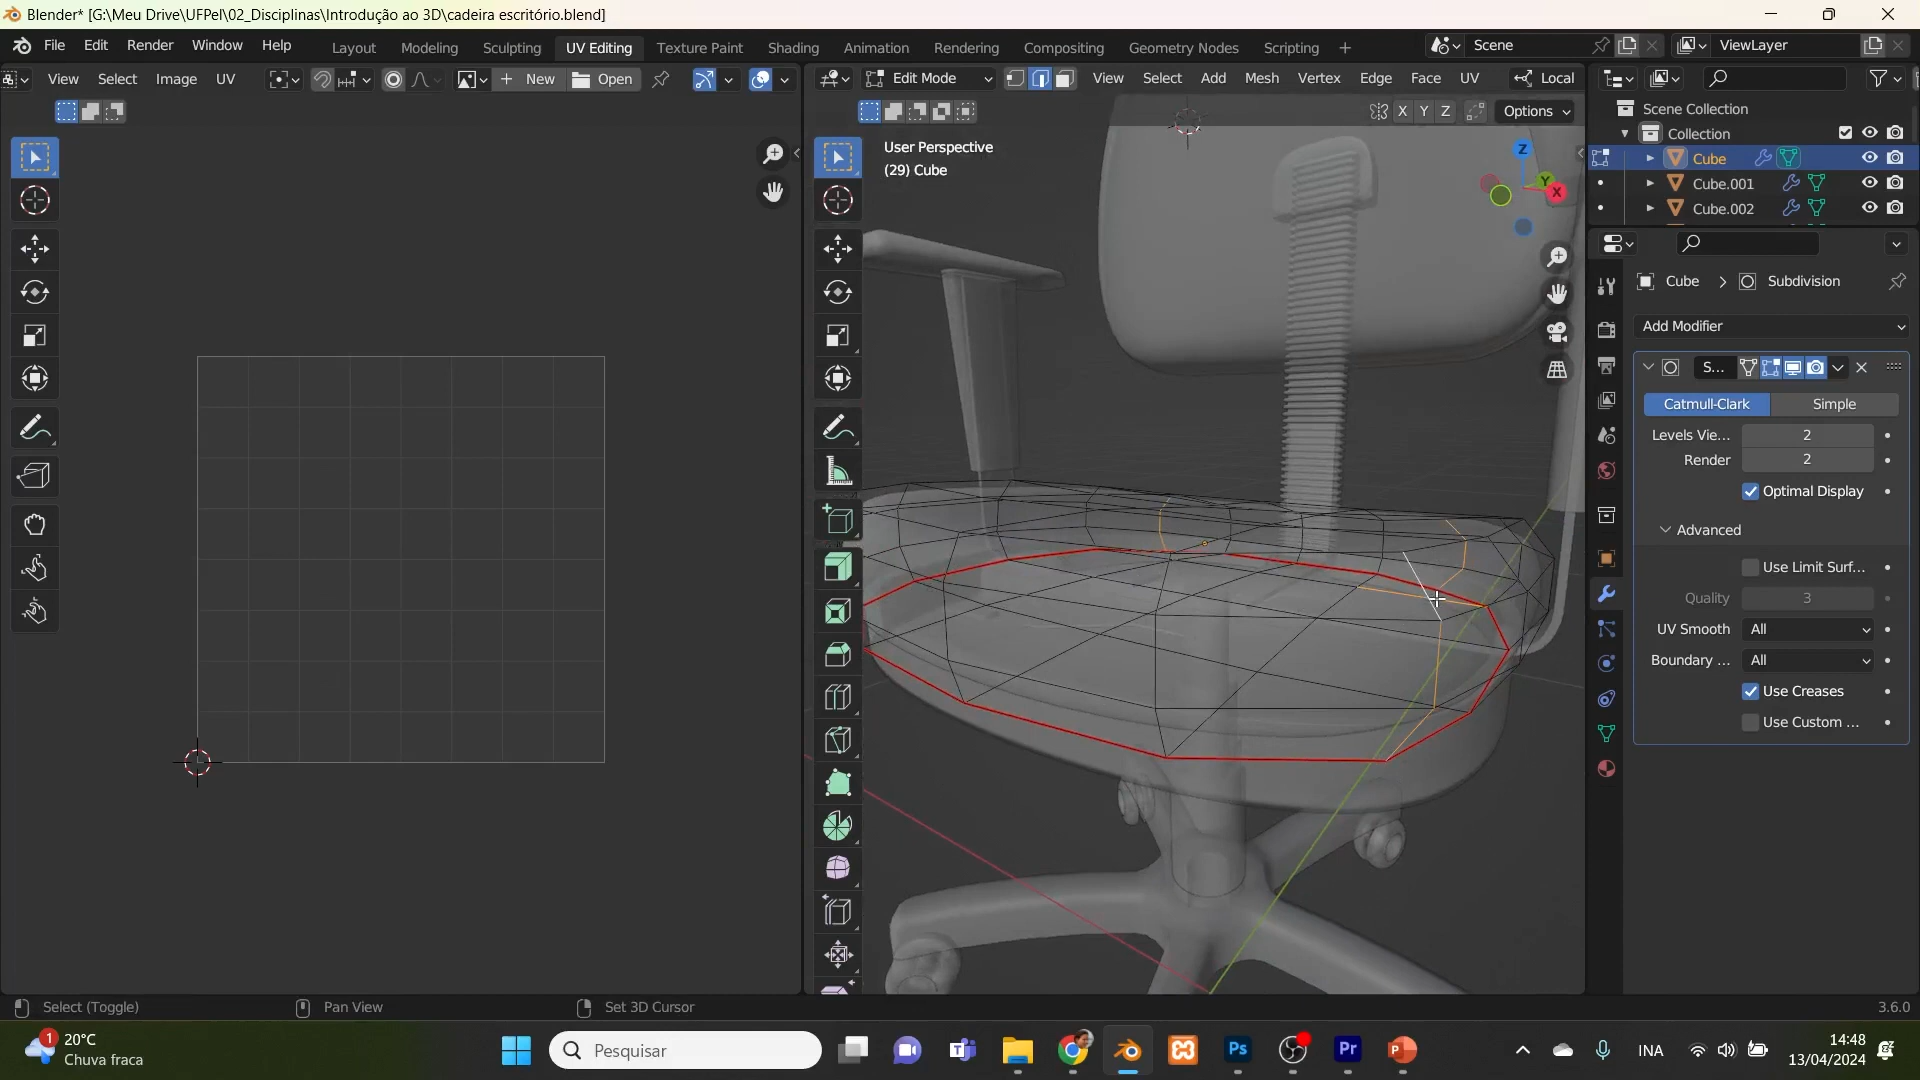 Blender* [G:\Meu Drive\UFPel\02_Disciplinas\Introdução ao 3D\cadeira escritório.blend]
File Edit Render Window Help Layout Modeling Sculpting UV Editing Texture Paint Shading Animation Rendering Compositing Geometry Nodes Scripting + Scene ViewLayer
View Select Image UV New Open Edit Mode View Select Add Mesh Vertex Edge Face UV Local
X Y Z Options
Scene Collection
Collection
Cube
Cube.001
Cube.002
User Perspective
(29) Cube
Z
Y
X
Cube > Subdivision
Add Modifier
S...
Catmull-Clark Simple
Levels Vie... 2
Render 2
Optimal Display
Advanced
Use Limit Surf...
Quality 3
UV Smooth All
Boundary ... All
Use Creases
Use Custom ...
Select (Toggle) Pan View Set 3D Cursor 3.6.0
1
20°C
Chuva fraca
Pesquisar
Ps
Pr
INA
14:48
13/04/2024